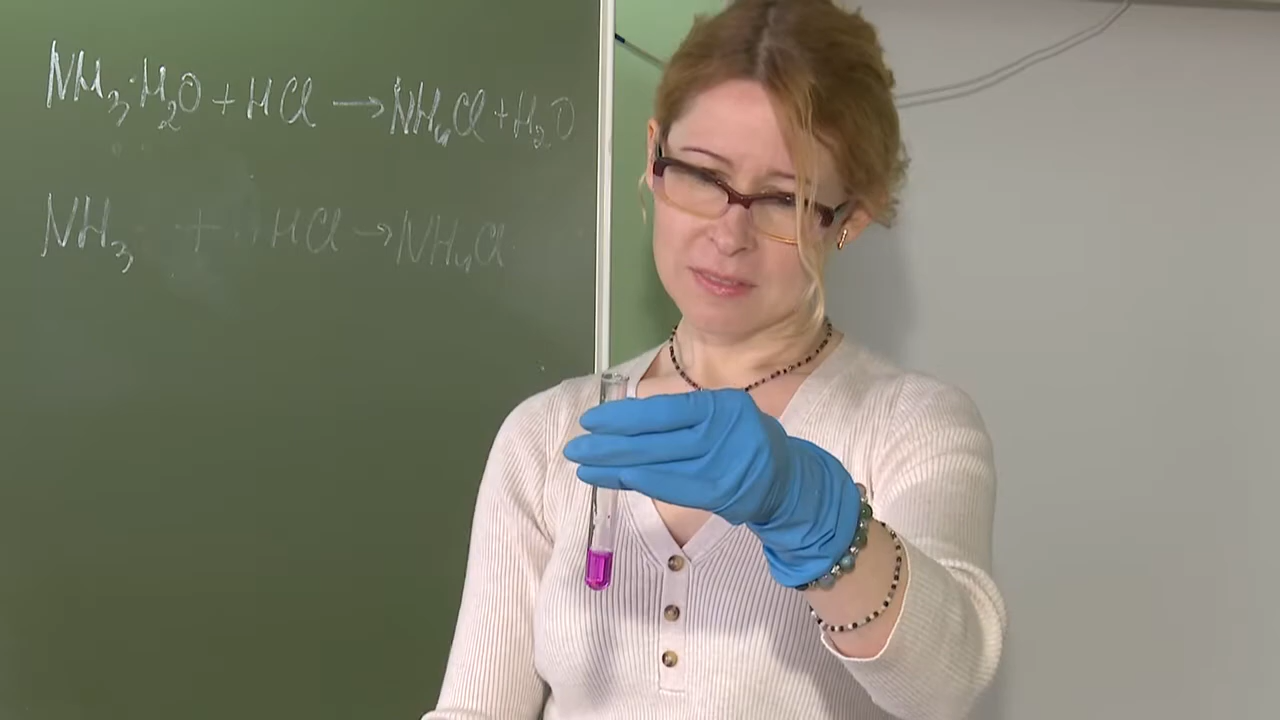 NH₃·H₂O + HCl → NH₄Cl + H₂O
NH₃ + HCl → NH₄Cl